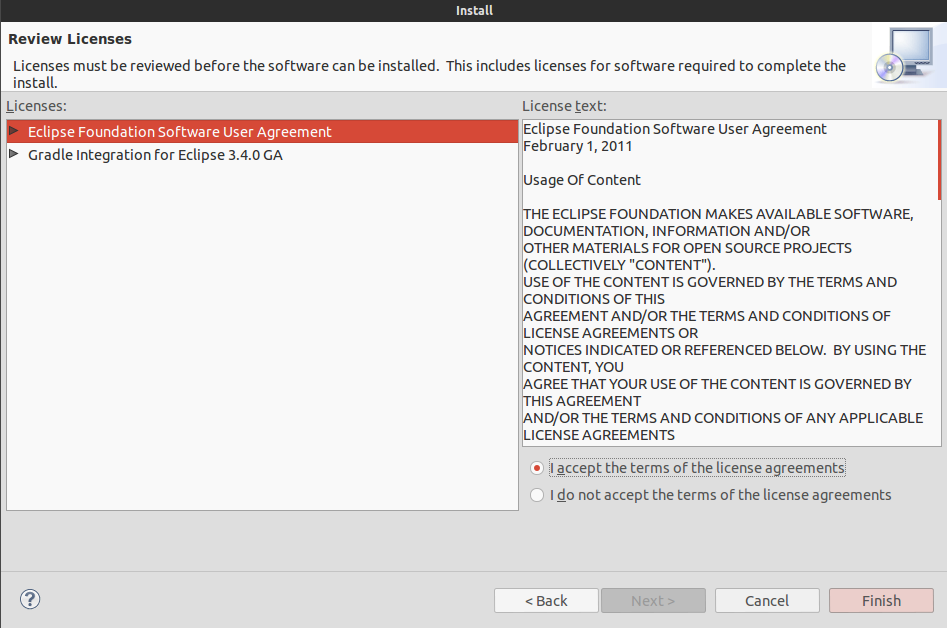 Install
Review Licenses
Licenses must be reviewed before the software can be installed.  This includes licenses for software required to complete the
install.
Licenses:
Eclipse Foundation Software User Agreement
Gradle Integration for Eclipse 3.4.0 GA
License text:
Eclipse Foundation Software User Agreement
February 1, 2011
Usage Of Content
THE ECLIPSE FOUNDATION MAKES AVAILABLE SOFTWARE,
DOCUMENTATION, INFORMATION AND/OR
OTHER MATERIALS FOR OPEN SOURCE PROJECTS
(COLLECTIVELY "CONTENT").
USE OF THE CONTENT IS GOVERNED BY THE TERMS AND
CONDITIONS OF THIS
AGREEMENT AND/OR THE TERMS AND CONDITIONS OF
LICENSE AGREEMENTS OR
NOTICES INDICATED OR REFERENCED BELOW.  BY USING THE
CONTENT, YOU
AGREE THAT YOUR USE OF THE CONTENT IS GOVERNED BY
THIS AGREEMENT
AND/OR THE TERMS AND CONDITIONS OF ANY APPLICABLE
LICENSE AGREEMENTS
I accept the terms of the license agreements
I do not accept the terms of the license agreements
?
< Back
Next >
Cancel
Finish